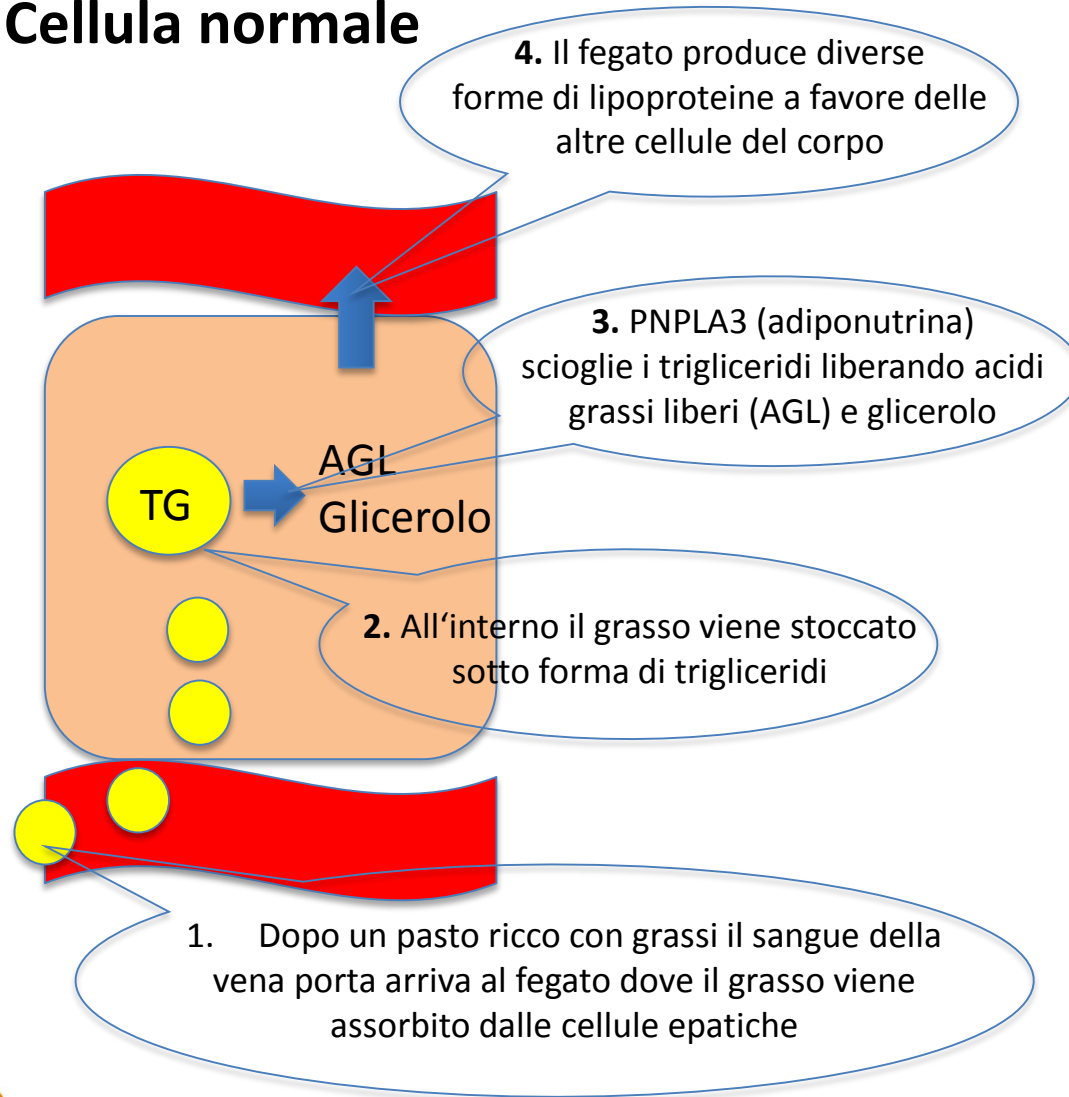 Cellula normale
4. Il fegato produce diverse
forme di lipoproteine a favore delle
altre cellule del corpo
3. PNPLA3 (adiponutrina)
scioglie i trigliceridi liberando acidi
grassi liberi (AGL) e glicerolo
AGL
Glicerolo
TG
2. All‘interno il grasso viene stoccato
sotto forma di trigliceridi
1. Dopo un pasto ricco con grassi il sangue della
vena porta arriva al fegato dove il grasso viene
assorbito dalle cellule epatiche